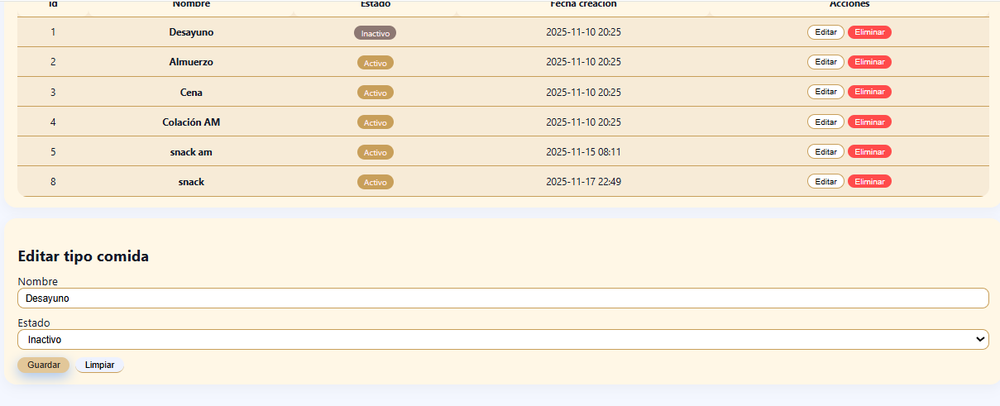 Id Nombre Estado Fecha creación Acciones
1 Desayuno Inactivo 2025-11-10 20:25 Editar Eliminar
2 Almuerzo Activo 2025-11-10 20:25 Editar Eliminar
3 Cena Activo 2025-11-10 20:25 Editar Eliminar
4 Colación AM Activo 2025-11-10 20:25 Editar Eliminar
5 snack am Activo 2025-11-15 08:11 Editar Eliminar
8 snack Activo 2025-11-17 22:49 Editar Eliminar
Editar tipo comida
Nombre
Desayuno
Estado
Inactivo
Guardar Limpiar